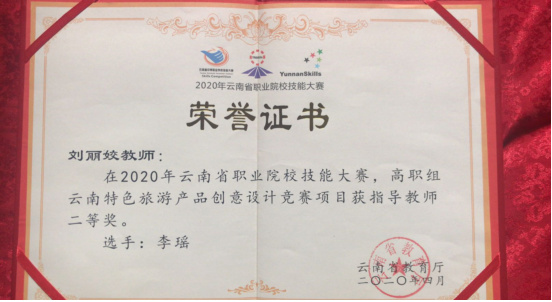 YunnanSkills
2020年云南省职业院校技能大赛
荣誉证书
刘丽姣教师：
在2020年云南省职业院校技能大赛，高职组
云南特色旅游产品创意设计竞赛项目获指导教师
二等奖。
选手：李瑶
云南省教育厅
二〇二〇年四月